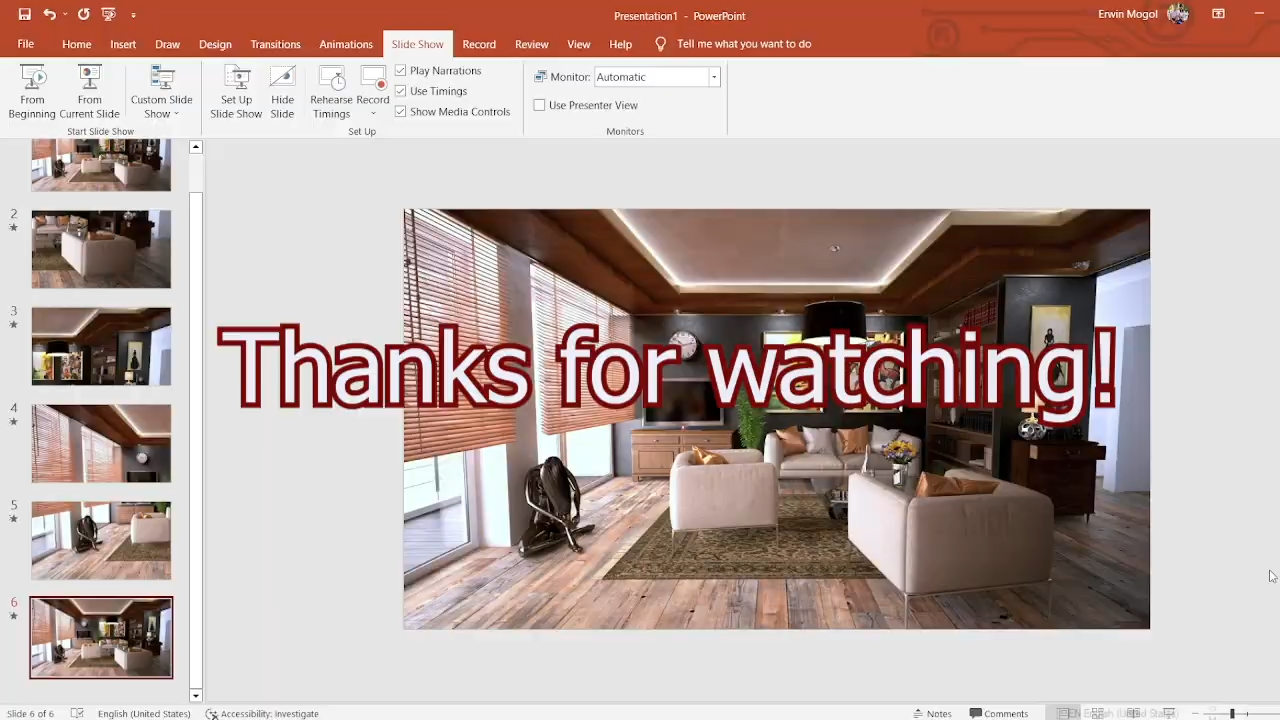 Presentation1 - PowerPoint
Erwin Mogol
File Home Insert Draw Design Transitions Animations Slide Show Record Review View Help Tell me what you want to do
From Beginning
From Current Slide
Custom Slide Show
Start Slide Show
Set Up Slide Show
Hide Slide
Rehearse Timings
Record
Play Narrations
Use Timings
Show Media Controls
Set Up
Monitor: Automatic
Use Presenter View
Monitors
2
3
4
5
6
Thanks for watching!
Slide 6 of 6 English (United States) Accessibility: Investigate Notes Comments